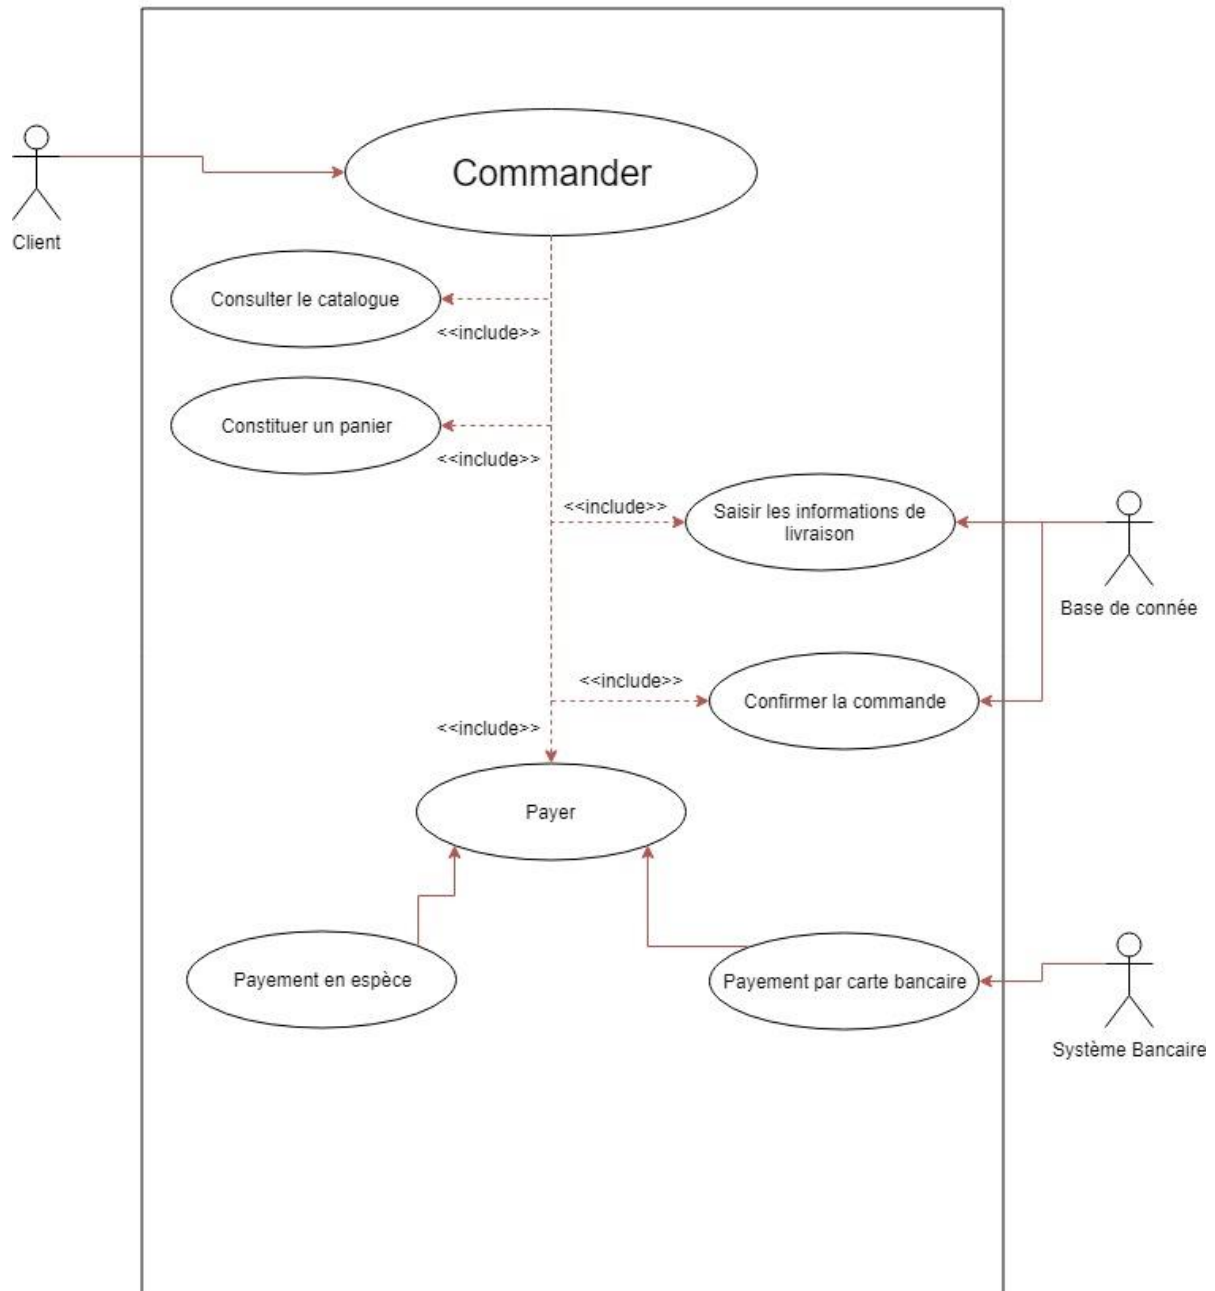 Commander
Client
Consulter le catalogue
<<include>>
Constituer un panier
<<include>>
<<include>>
Saisir les informations de
livraison
Base de connée
<<include>>
Confirmer la commande
<<include>>
Payer
Payement en espèce
Payement par carte bancaire
Système Bancaire